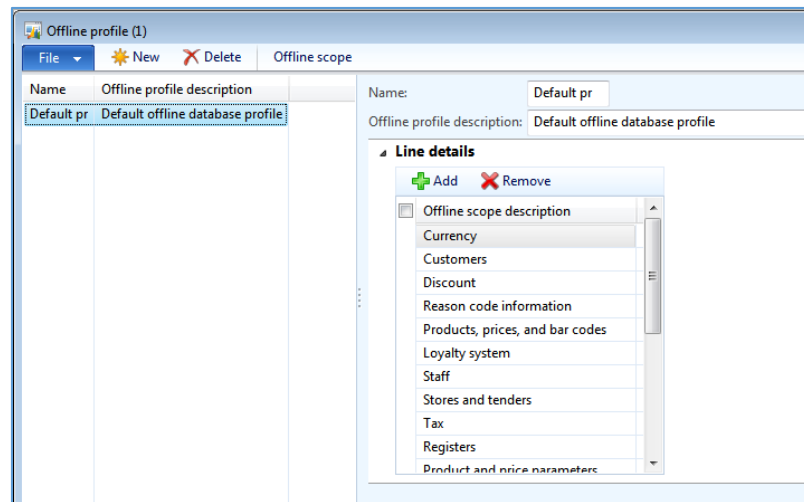 Offline profile (1)
File New Delete Offline scope
Name Offline profile description
Default pr Default offline database profile
Name: Default pr
Offline profile description: Default offline database profile
Line details
Add Remove
Offline scope description
Currency
Customers
Discount
Reason code information
Products, prices, and bar codes
Loyalty system
Staff
Stores and tenders
Tax
Registers
Product and price parameters